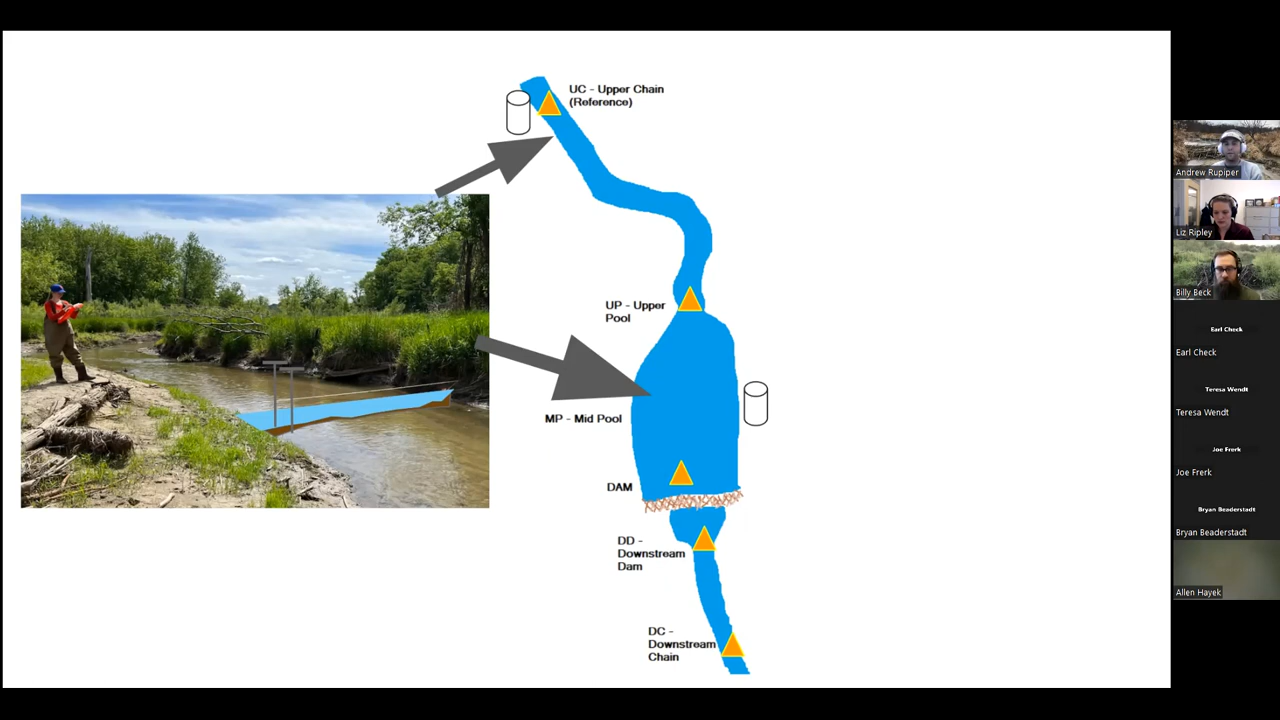 UC - Upper Chain
(Reference)
UP - Upper
Pool
MP - Mid Pool
DAM
DD -
Downstream
Dam
DC -
Downstream
Chain
Andrew Rupiper
Liz Ripley
Billy Beck
Earl Check
Earl Check
Teresa Wendt
Teresa Wendt
Joe Frerk
Joe Frerk
Bryan Beaderstadt
Bryan Beaderstadt
Allen Hayek